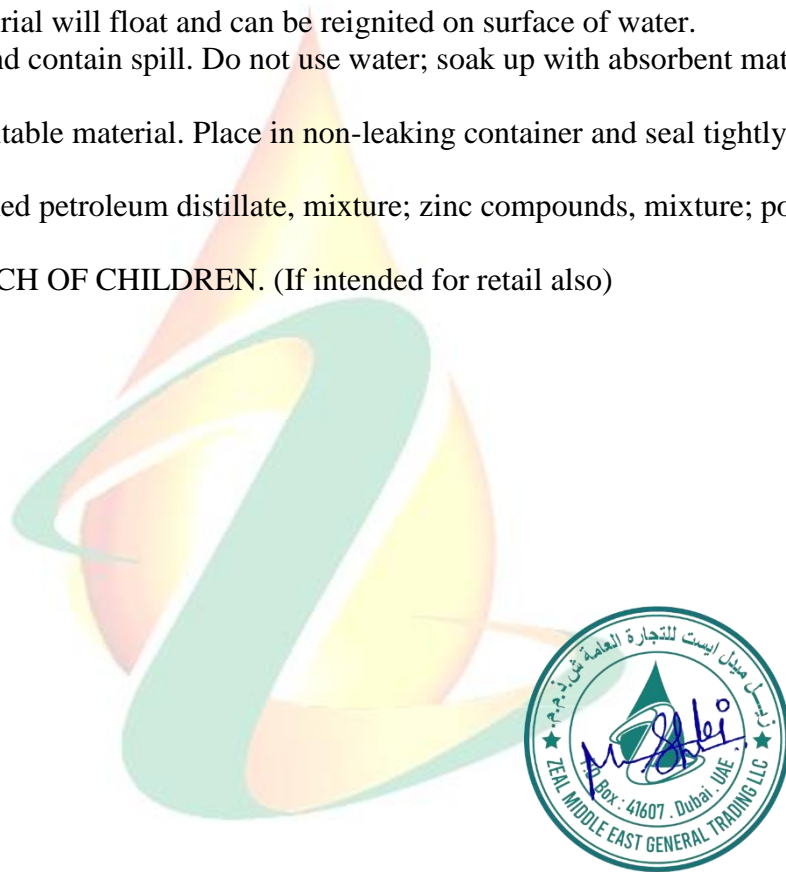 rial will float and can be reignited on surface of water.
nd contain spill. Do not use water; soak up with absorbent mat
itable material. Place in non-leaking container and seal tightly
ed petroleum distillate, mixture; zinc compounds, mixture; po
CH OF CHILDREN. (If intended for retail also)
زيـــل ميدل ايست للتجارة العامة ش.ذ.م.م.
P.O Box : 41607 . Dubai . UAE
ZEAL MIDDLE EAST GENERAL TRADING LLC